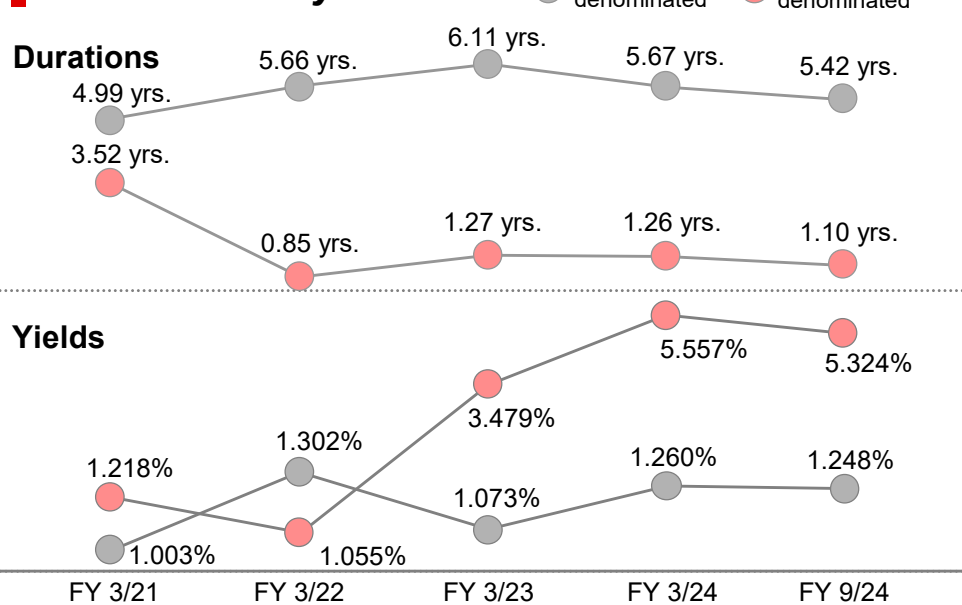 denominated denominated
Durations
4.99 yrs. 5.66 yrs. 6.11 yrs. 5.67 yrs. 5.42 yrs.
3.52 yrs. 0.85 yrs. 1.27 yrs. 1.26 yrs. 1.10 yrs.
Yields
5.557% 5.324%
3.479%
1.218% 1.302% 1.073% 1.260% 1.248%
1.003% 1.055%
FY 3/21 FY 3/22 FY 3/23 FY 3/24 FY 9/24